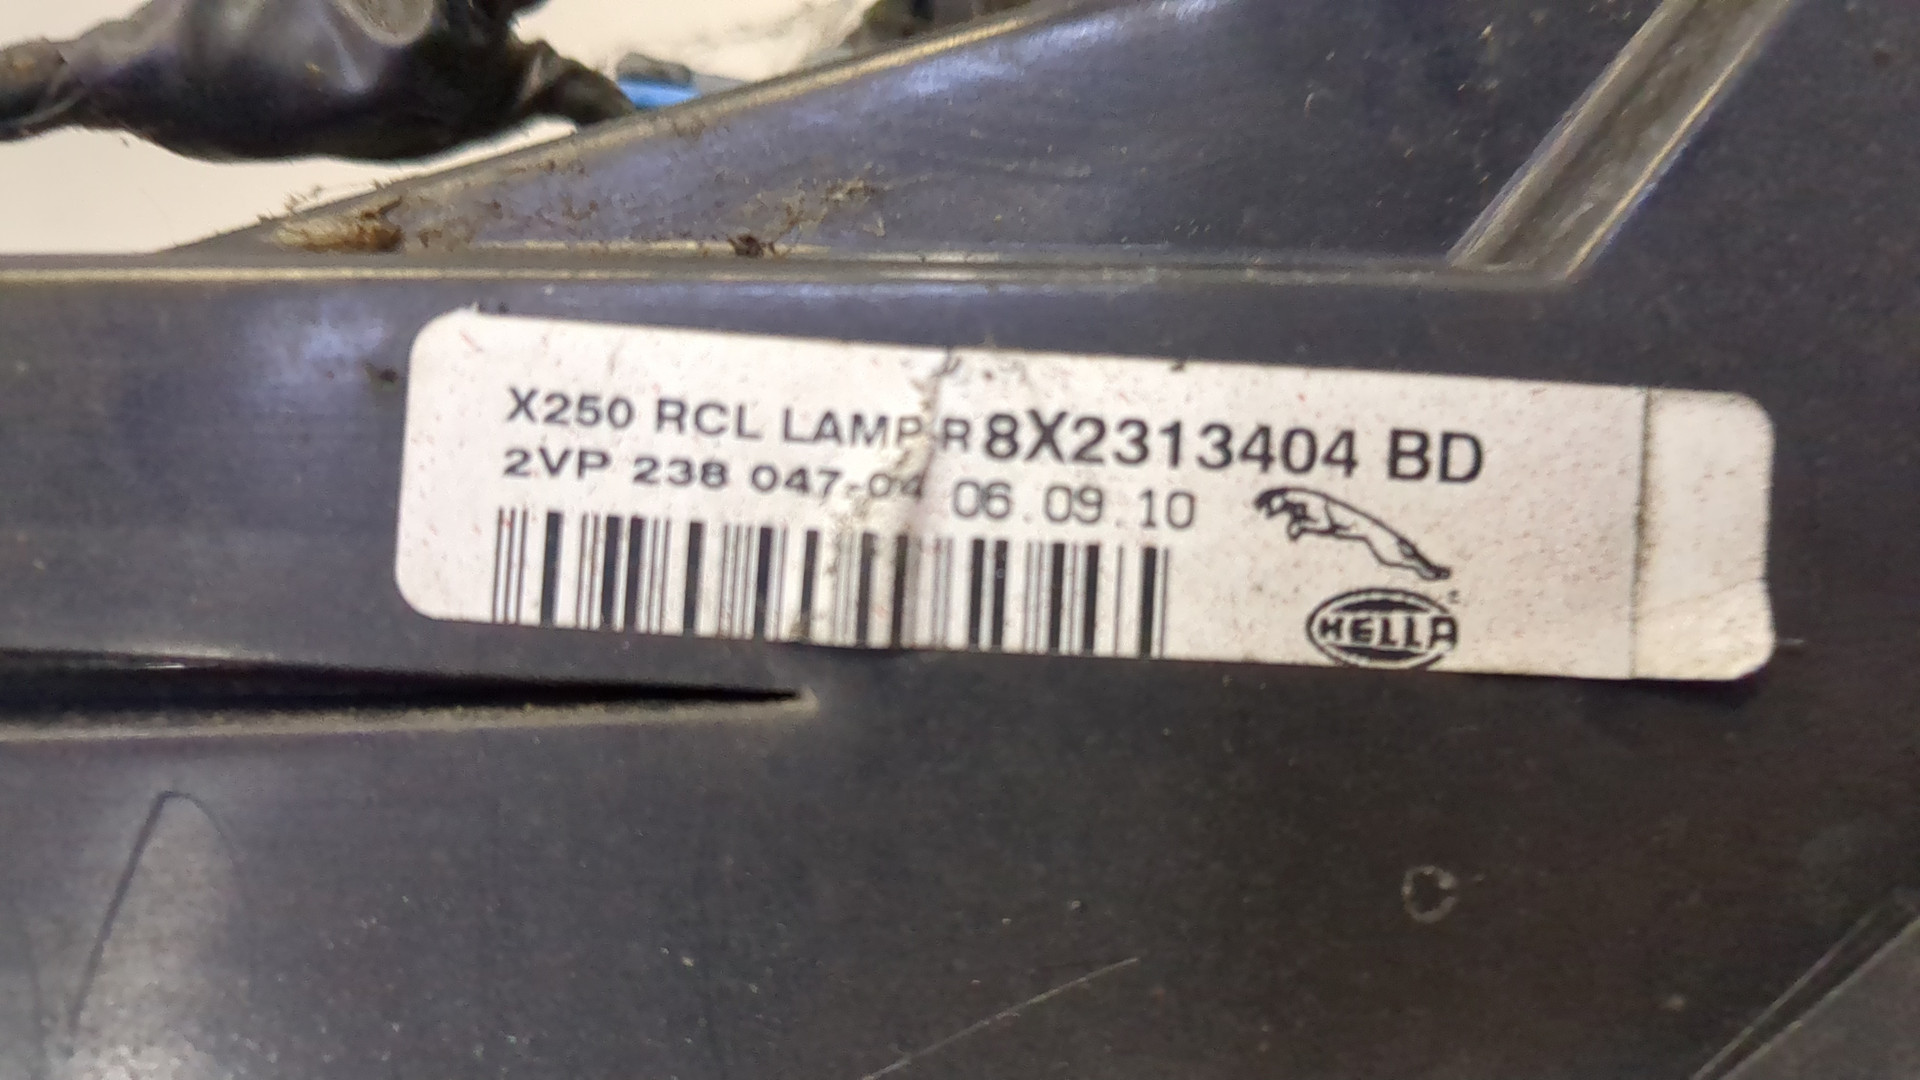 X250 RCL LAMP R 8X2313404 BD
2VP 238 047-04 06.09.10
HELLA